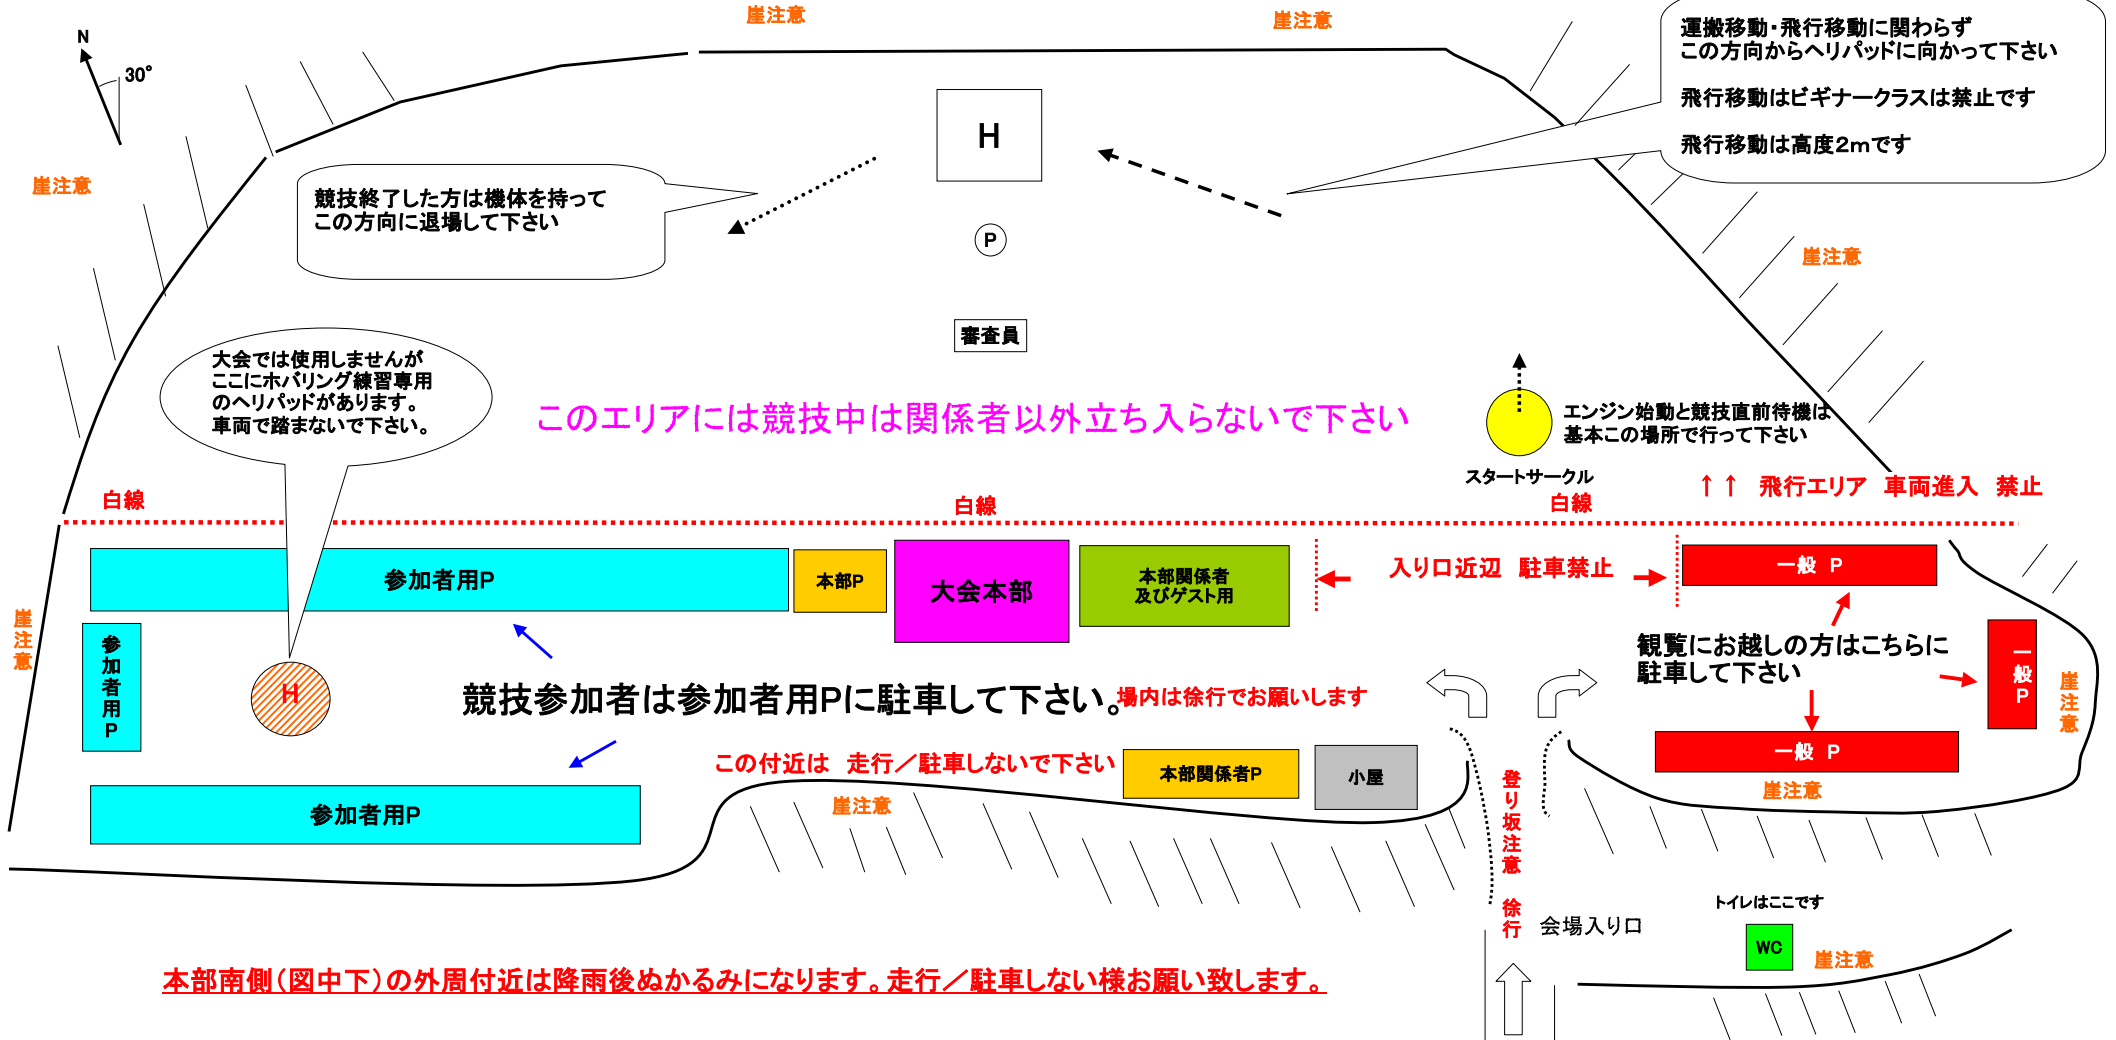 崖注意
崖注意
N
30°
運搬移動・飛行移動に関わらず
この方向からヘリパッドに向かって下さい
飛行移動はビギナークラスは禁止です
飛行移動は高度2mです
H
崖注意
競技終了した方は機体を持って
この方向に退場して下さい
P
崖注意
審査員
大会では使用しませんが
ここにホバリング練習専用
のヘリパッドがあります。
車両で踏まないで下さい。
このエリアには競技中は関係者以外立ち入らないで下さい
エンジン始動と競技直前待機は
基本この場所で行って下さい
スタートサークル
白線
白線
白線
↑ ↑ 飛行エリア 車両進入 禁止
参加者用P
本部P
大会本部
本部関係者
及びゲスト用
入り口近辺 駐車禁止
一般 P
崖注意
参加者用P
H
競技参加者は参加者用Pに駐車して下さい。
場内は徐行でお願いします
観覧にお越しの方はこちらに
駐車して下さい
一般P
崖注意
この付近は 走行／駐車しないで下さい
本部関係者P
小屋
一般 P
崖注意
参加者用P
崖注意
登り坂注意 徐行
会場入り口
トイレはここです
WC
崖注意
本部南側（図中下）の外周付近は降雨後ぬかるみになります。走行／駐車しない様お願い致します。